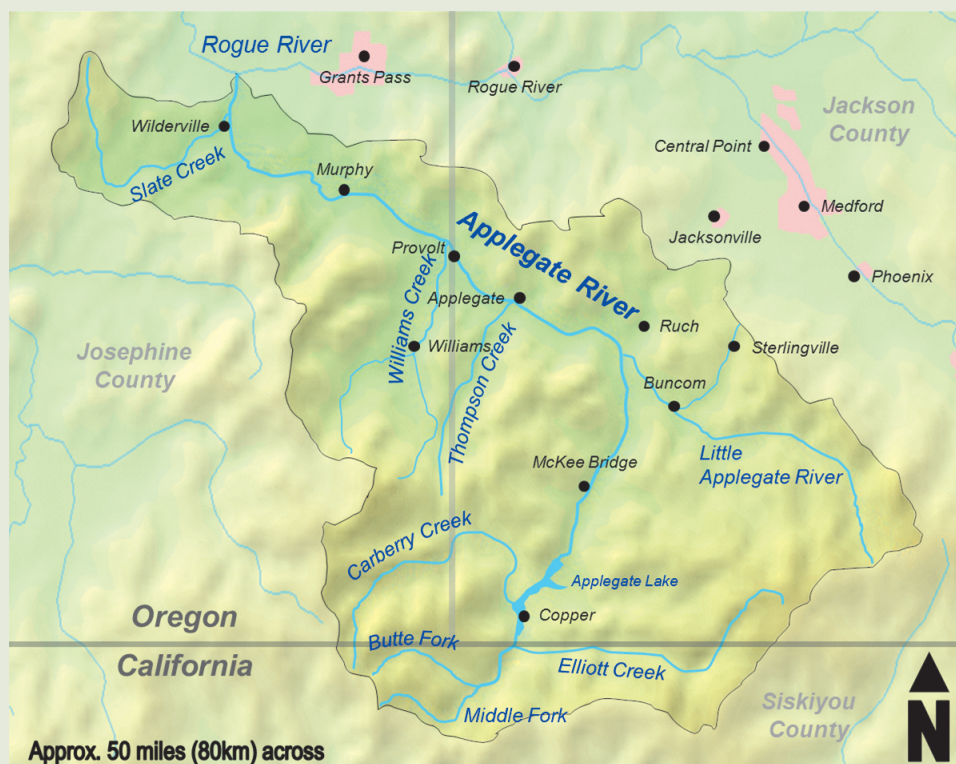 Rogue River
Grants Pass
Rogue River
Jackson
County
Wilderville
Central Point
Slate Creek
Murphy
Medford
Jacksonville
Applegate River
Provolt
Phoenix
Williams Creek
Applegate
Ruch
Josephine
County
Williams
Thompson Creek
Sterlingville
Buncom
Little
Applegate River
McKee Bridge
Carberry Creek
Applegate Lake
Oregon
Copper
Butte Fork
California
Elliott Creek
Siskiyou
County
Middle Fork
N
Approx. 50 miles (80km) across